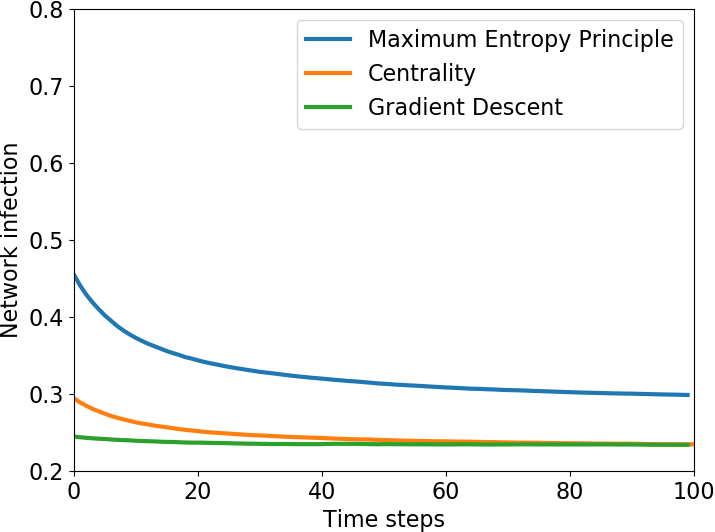 0.8
0.7
0.6
0.5
0.4
0.3
0.2
Network infection
Maximum Entropy Principle
Centrality
Gradient Descent
0 20 40 60 80 100
Time steps